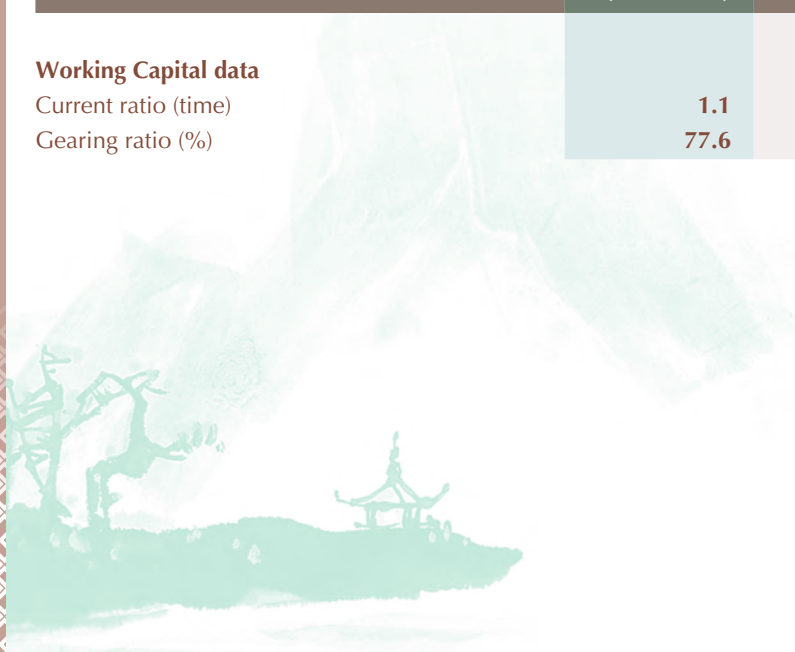 Working Capital data
Current ratio (time) 1.1
Gearing ratio (%) 77.6